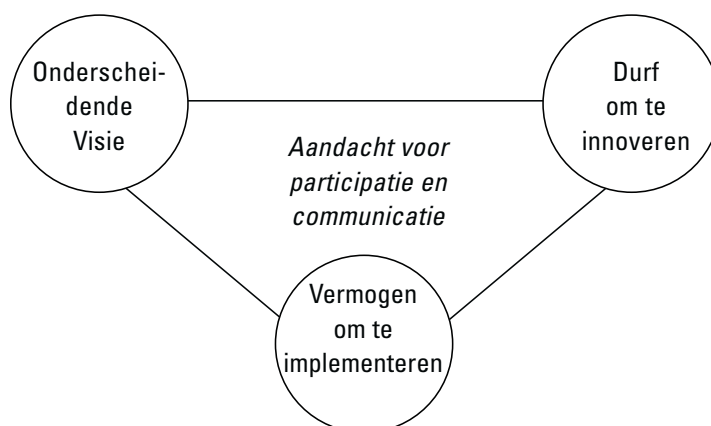 Onderschei-
dende
Visie
Durf
om te
innoveren
Aandacht voor
participatie en
communicatie
Vermogen
om te
implementeren